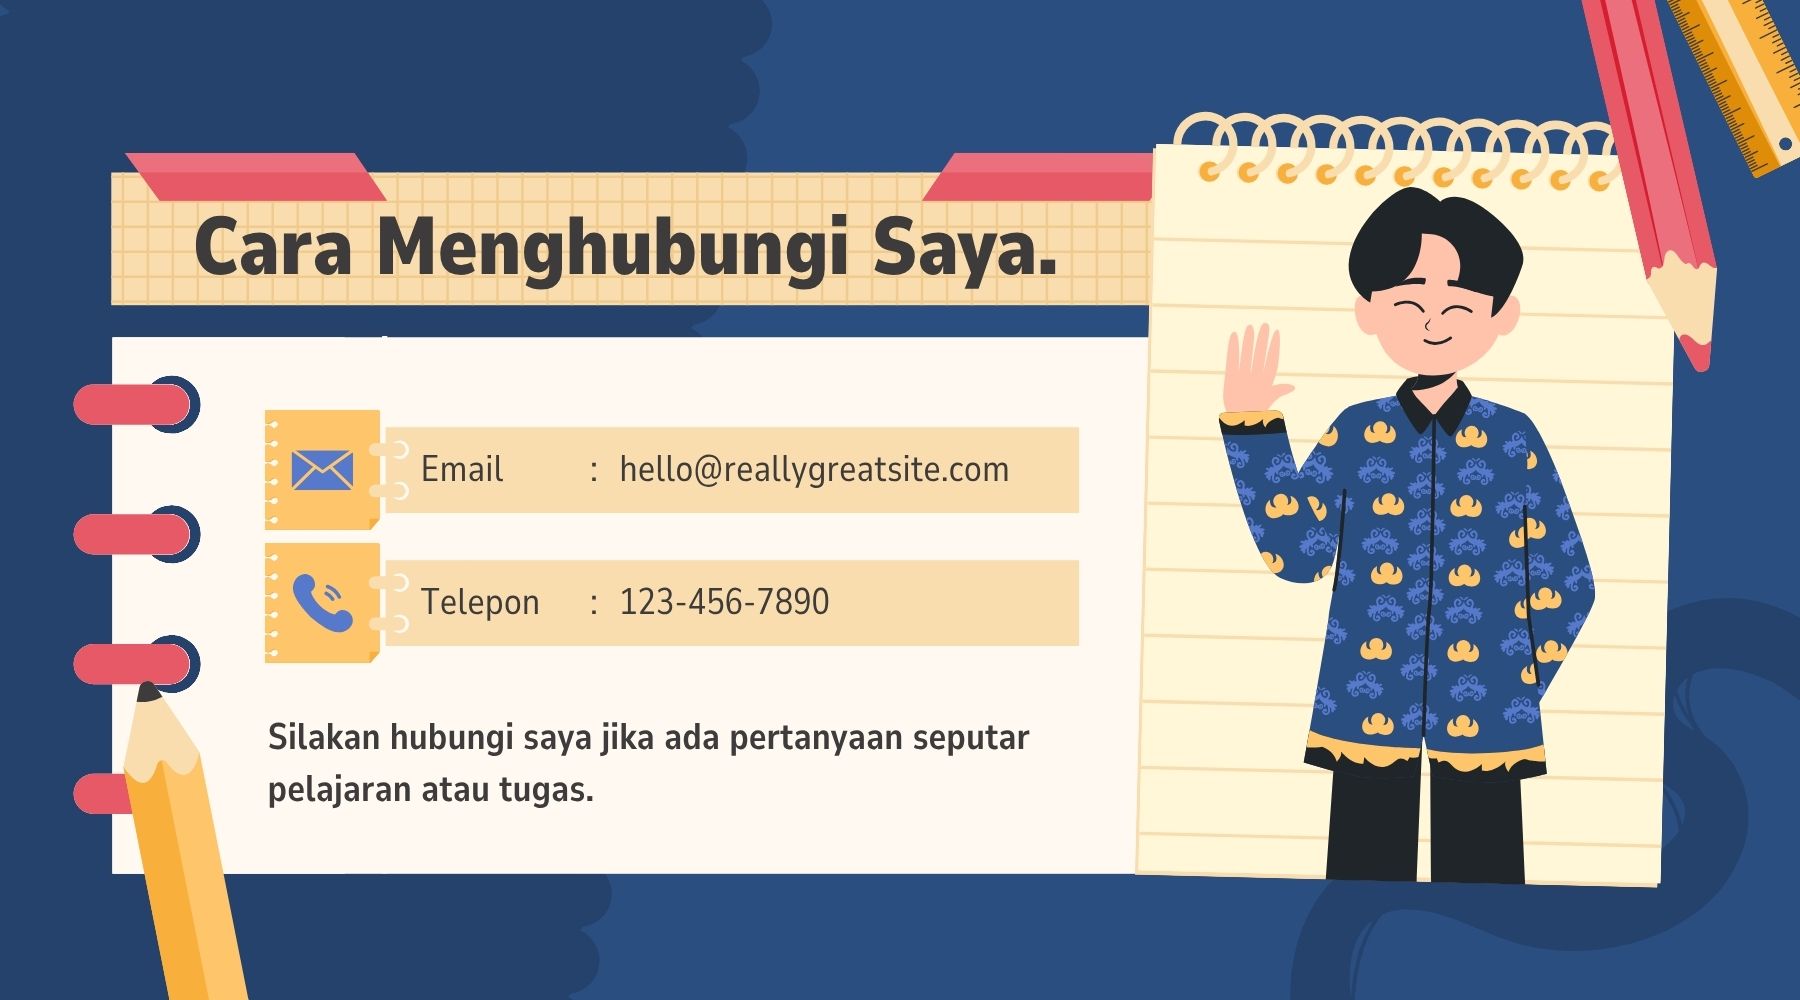 Cara Menghubungi Saya.
Email : hello@reallygreatsite.com
Telepon : 123-456-7890
Silakan hubungi saya jika ada pertanyaan seputar
pelajaran atau tugas.